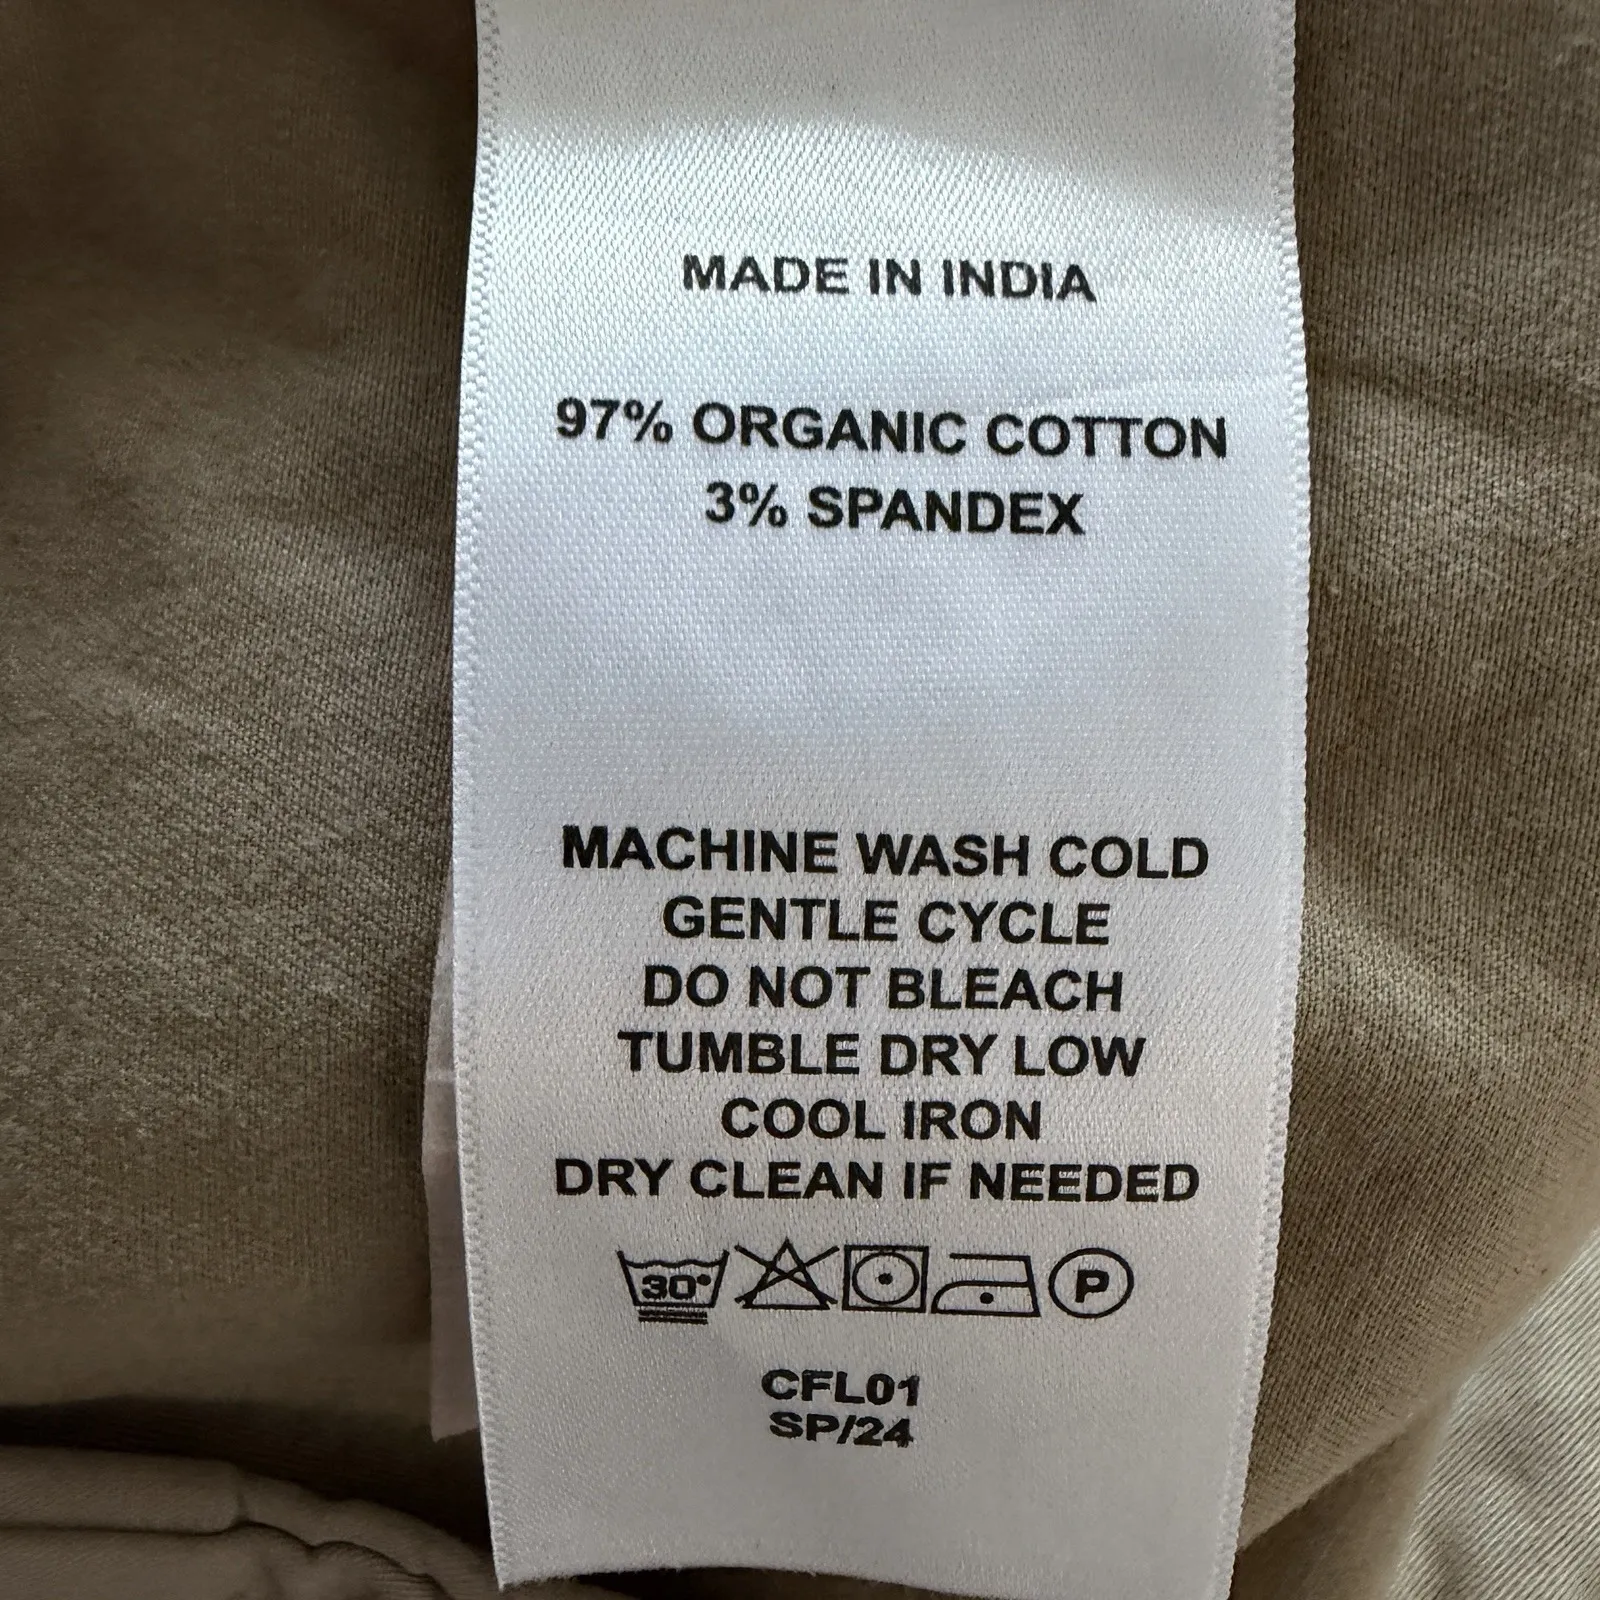 MADE IN INDIA
97% ORGANIC COTTON
3% SPANDEX
MACHINE WASH COLD
GENTLE CYCLE
DO NOT BLEACH
TUMBLE DRY LOW
COOL IRON
DRY CLEAN IF NEEDED
30° P
CFL01
SP/24